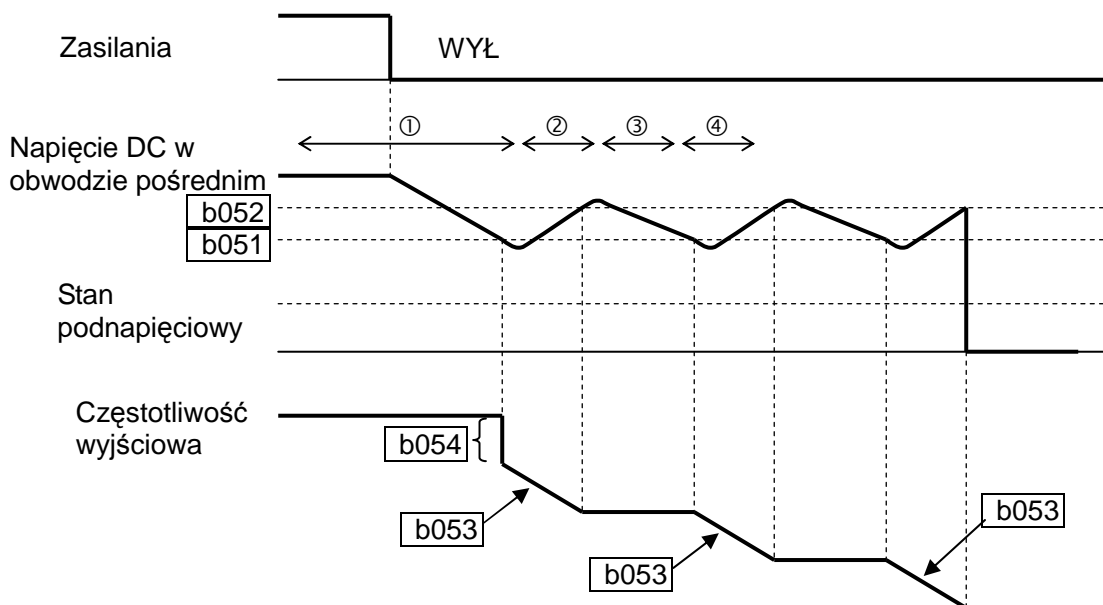 Zasilania
WYŁ
① ② ③ ④
Napięcie DC w
obwodzie pośrednim
b052
b051
Stan
podnapięciowy
Częstotliwość
wyjściowa
b054
b053
b053
b053